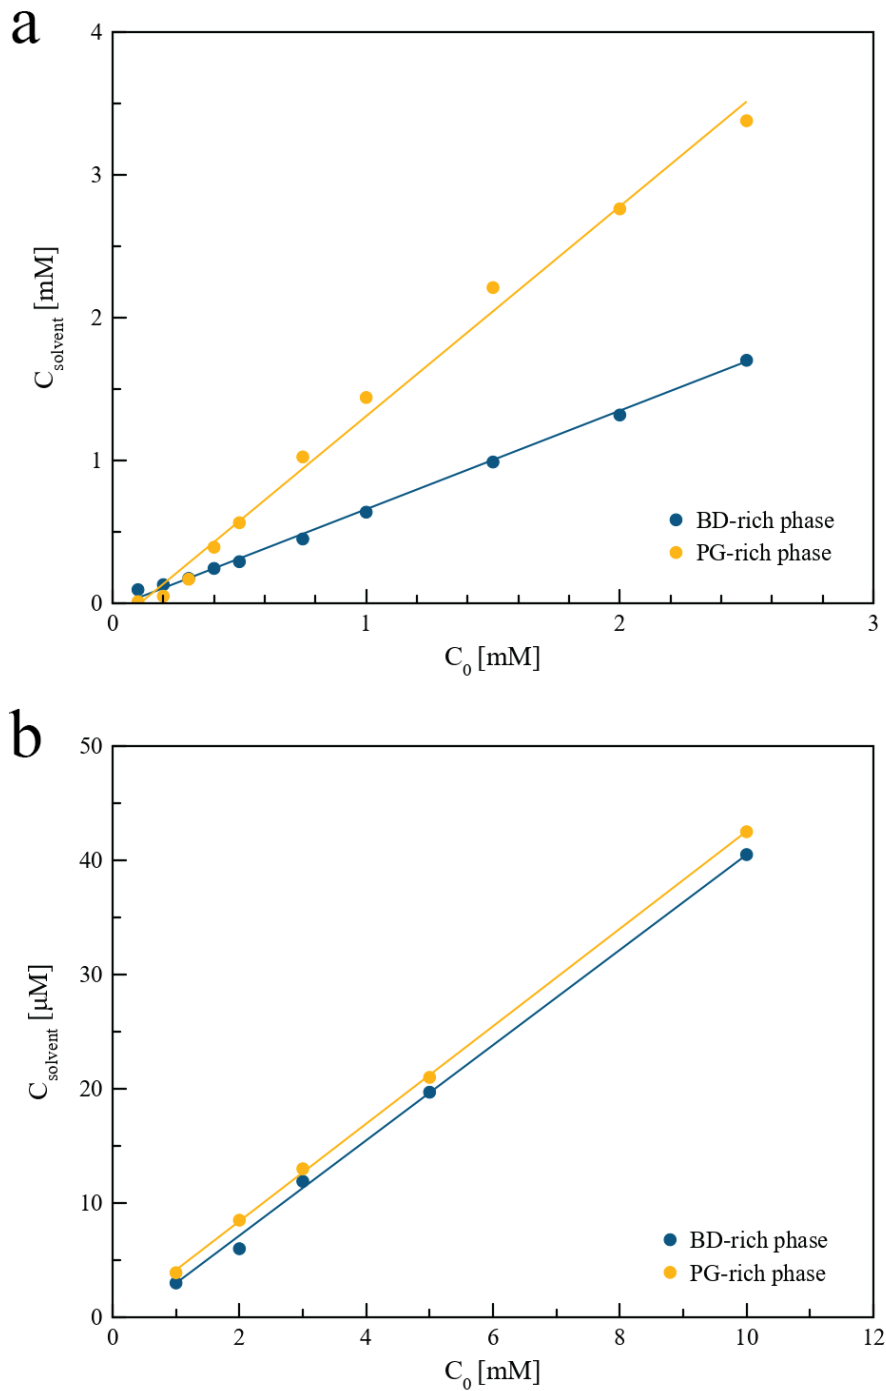 a
4
3
2
1
0
C_solvent [mM]
BD-rich phase
PG-rich phase
0 1 2 3
C_0 [mM]
b
50
40
30
20
10
0
C_solvent [μM]
BD-rich phase
PG-rich phase
0 2 4 6 8 10 12
C_0 [mM]